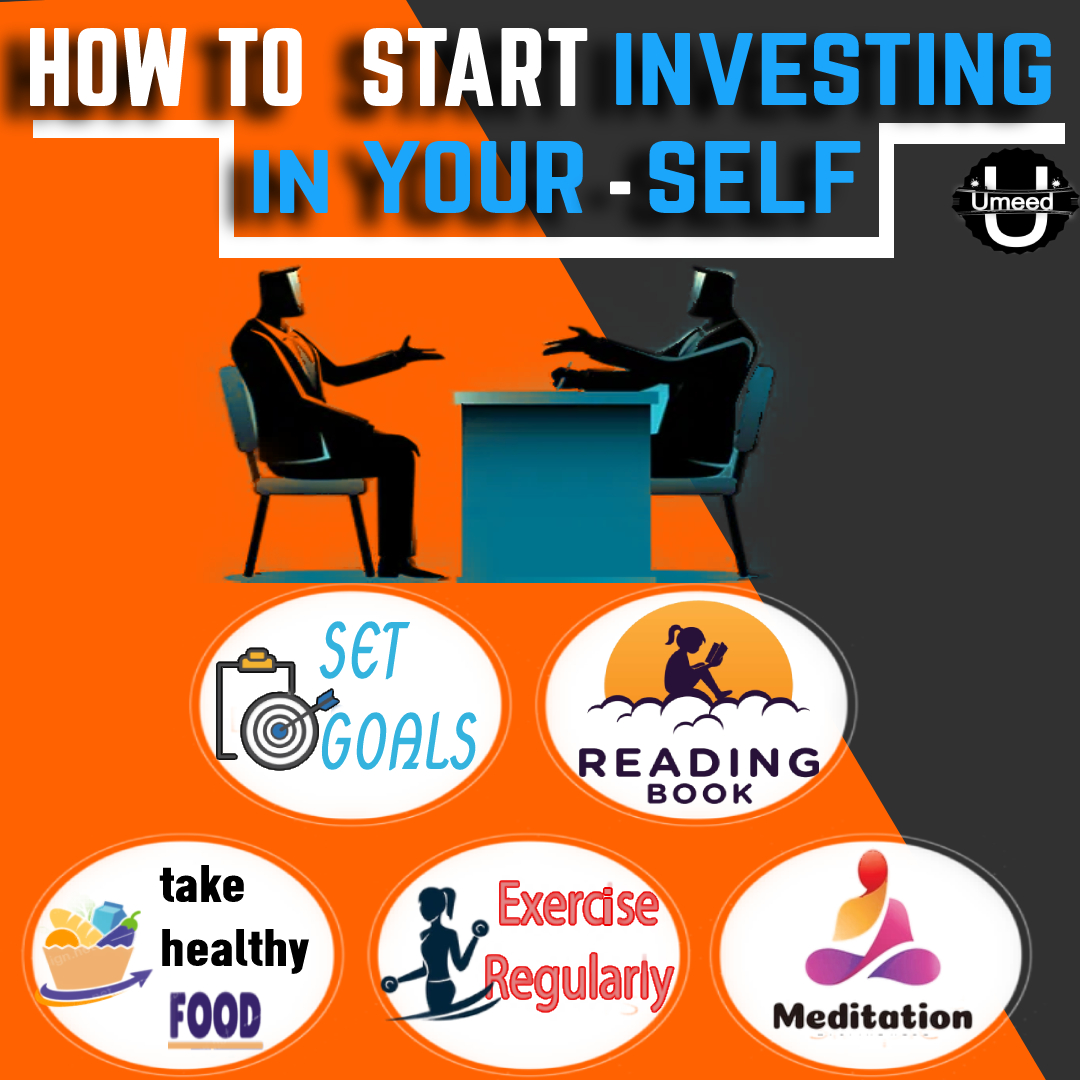 HOW TO START INVESTING
IN YOUR - SELF
U
Umeed
SET
GOALS
READING
BOOK
take
healthy
FOOD
Exercise
Regularly
Meditation